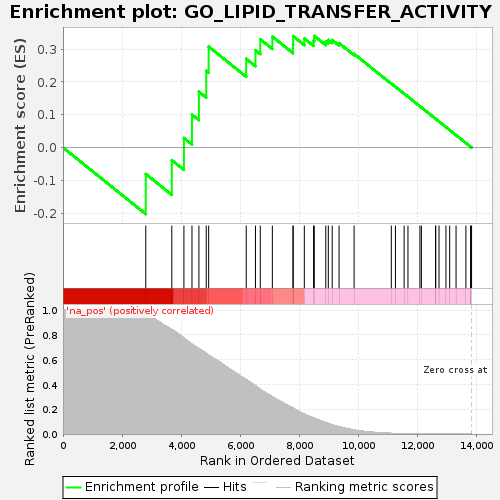 Enrichment plot: GO_LIPID_TRANSFER_ACTIVITY
Enrichment score (ES)
0.3
0.2
0.1
0.0
-0.1
-0.2
'na_pos' (positively correlated)
Ranked list metric (PreRanked)
1.0
0.8
0.6
0.4
0.2
0.0
Zero cross at
0 2,000 4,000 6,000 8,000 10,000 12,000 14,000
Rank in Ordered Dataset
Enrichment profile Hits Ranking metric scores